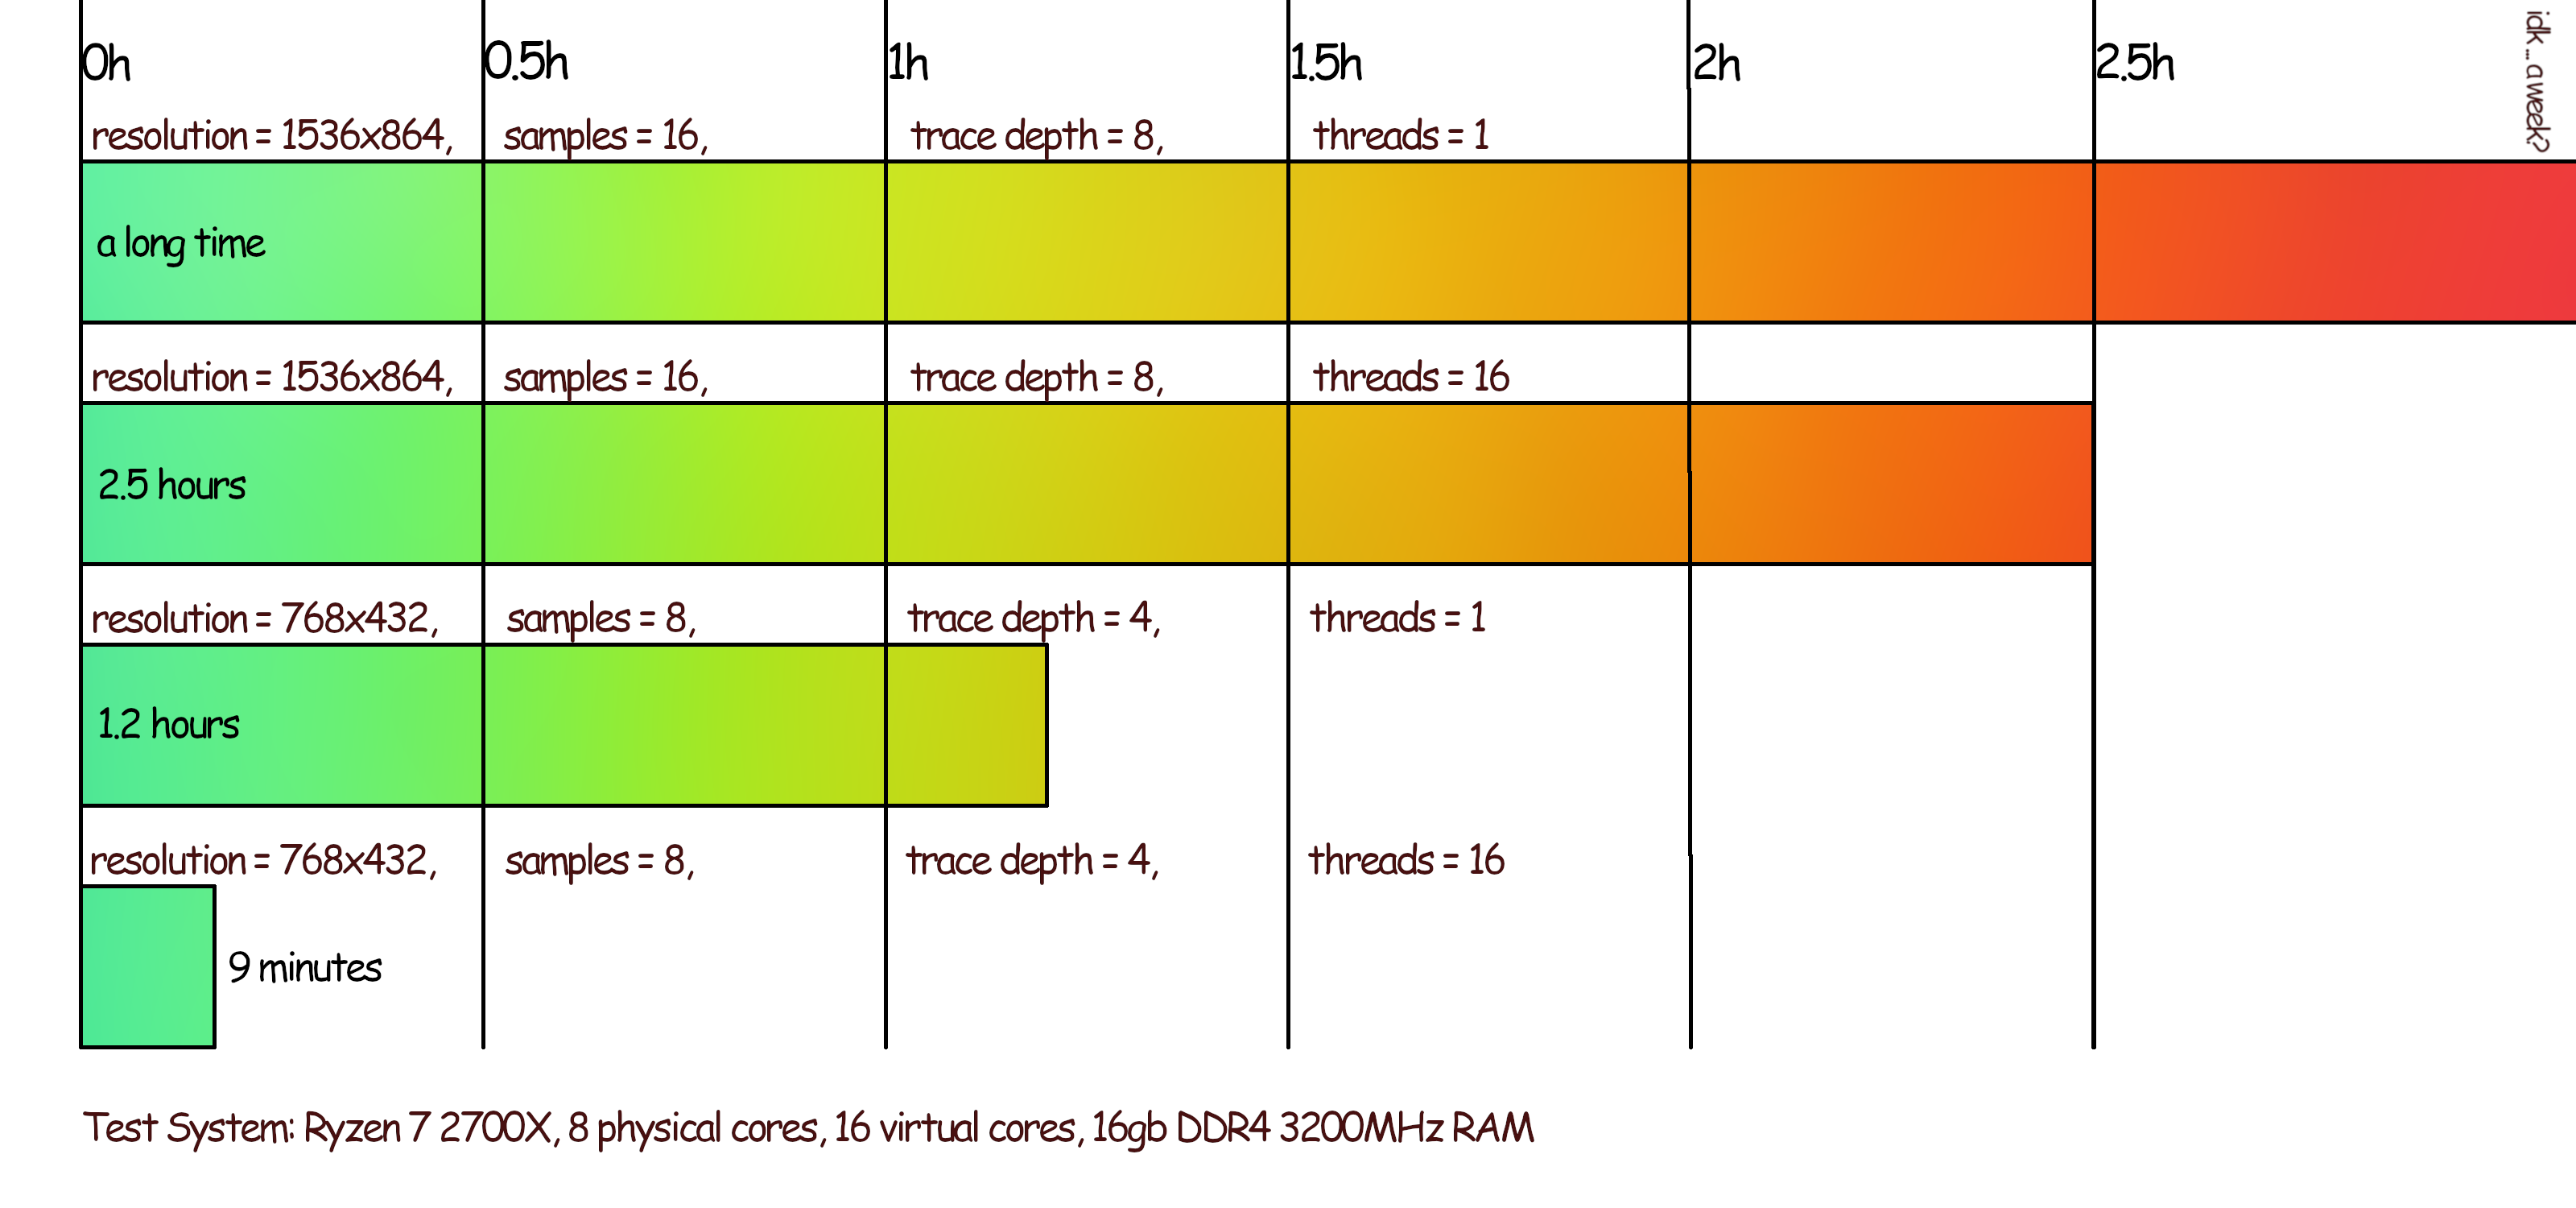 0h 0.5h 1h 1.5h 2h 2.5h
idk... a week?
resolution = 1536x864, samples = 16, trace depth = 8, threads = 1
a long time
resolution = 1536x864, samples = 16, trace depth = 8, threads = 16
2.5 hours
resolution = 768x432, samples = 8, trace depth = 4, threads = 1
1.2 hours
resolution = 768x432, samples = 8, trace depth = 4, threads = 16
9 minutes
Test System: Ryzen 7 2700X, 8 physical cores, 16 virtual cores, 16gb DDR4 3200MHz RAM